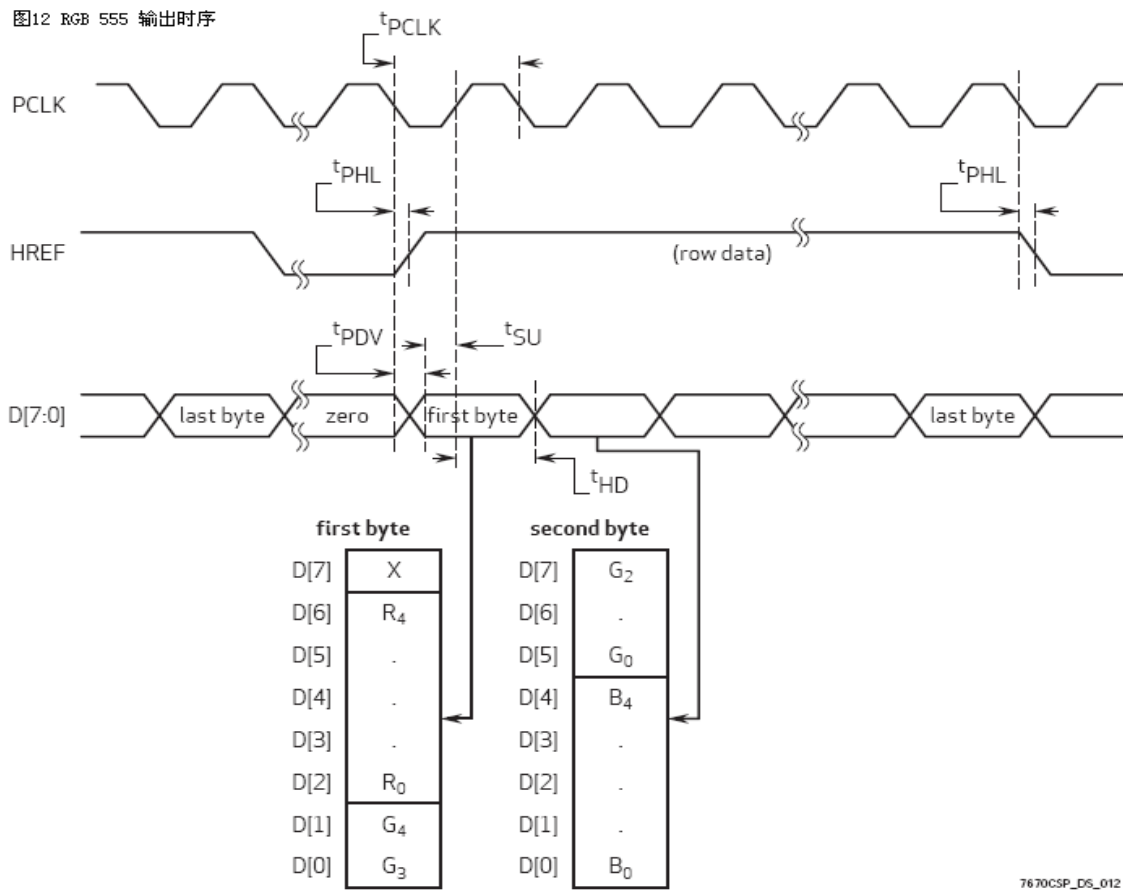 图12 RGB 555 输出时序
tPCLK
PCLK
tPHL
tPHL
HREF
(row data)
tPDV
tSU
D[7:0]
last byte
zero
first byte
last byte
tHD
first byte
second byte
D[7] X
D[7] G2
D[6] R4
D[6] .
D[5] .
D[5] G0
D[4] .
D[4] B4
D[3] .
D[3] .
D[2] R0
D[2] .
D[1] G4
D[1] .
D[0] G3
D[0] B0
7670CSP_DS_012